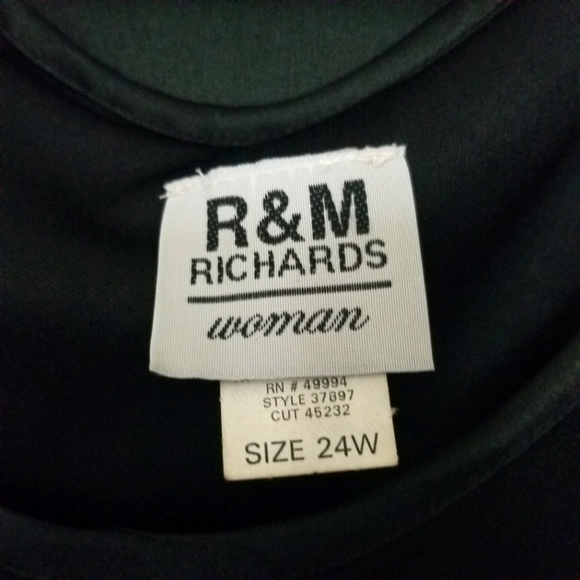 R&M
RICHARDS
woman
RN # 49994
STYLE 37897
CUT 45232
SIZE 24W